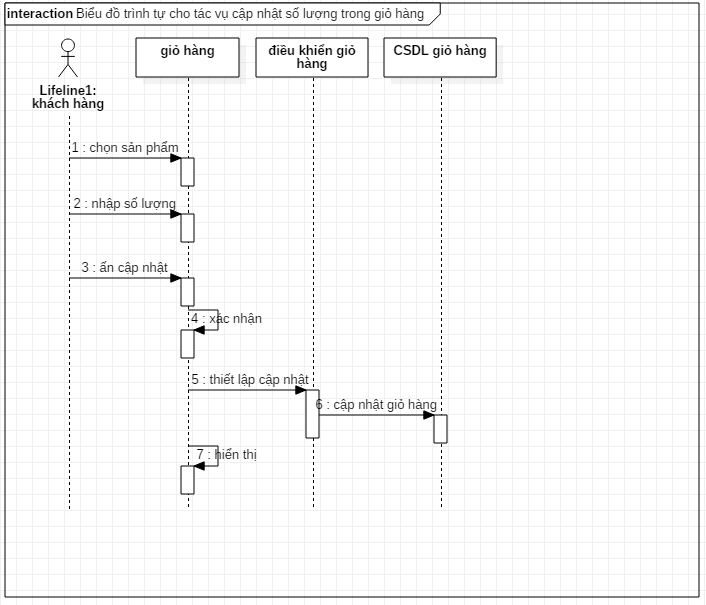 interaction Biểu đồ trình tự cho tác vụ cập nhật số lượng trong giỏ hàng
giỏ hàng
điều khiển giỏ
hàng
CSDL giỏ hàng
Lifeline1:
khách hàng
1 : chọn sản phẩm
2 : nhập số lượng
3 : ấn cập nhật
4 : xác nhận
5 : thiết lập cập nhật
6 : cập nhật giỏ hàng
7 : hiển thị